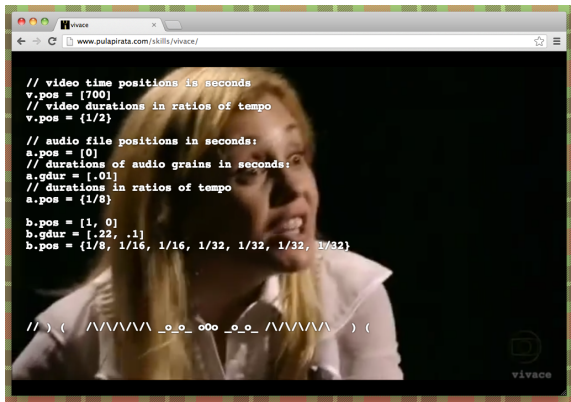 vivace
www.pulapirata.com/skills/vivace/
// video time positions is seconds
v.pos = [700]
// video durations in ratios of tempo
v.pos = {1/2}
// audio file positions in seconds:
a.pos = [0]
// durations of audio grains in seconds:
a.gdur = [.01]
// durations in ratios of tempo
a.pos = {1/8}
b.pos = [1, 0]
b.gdur = [.22, .1]
b.pos = {1/8, 1/16, 1/16, 1/32, 1/32, 1/32, 1/32}
// ) (   /\/\/\/\/\ _o_o_ oOo _o_o_ /\/\/\/\/\   ) (
vivace